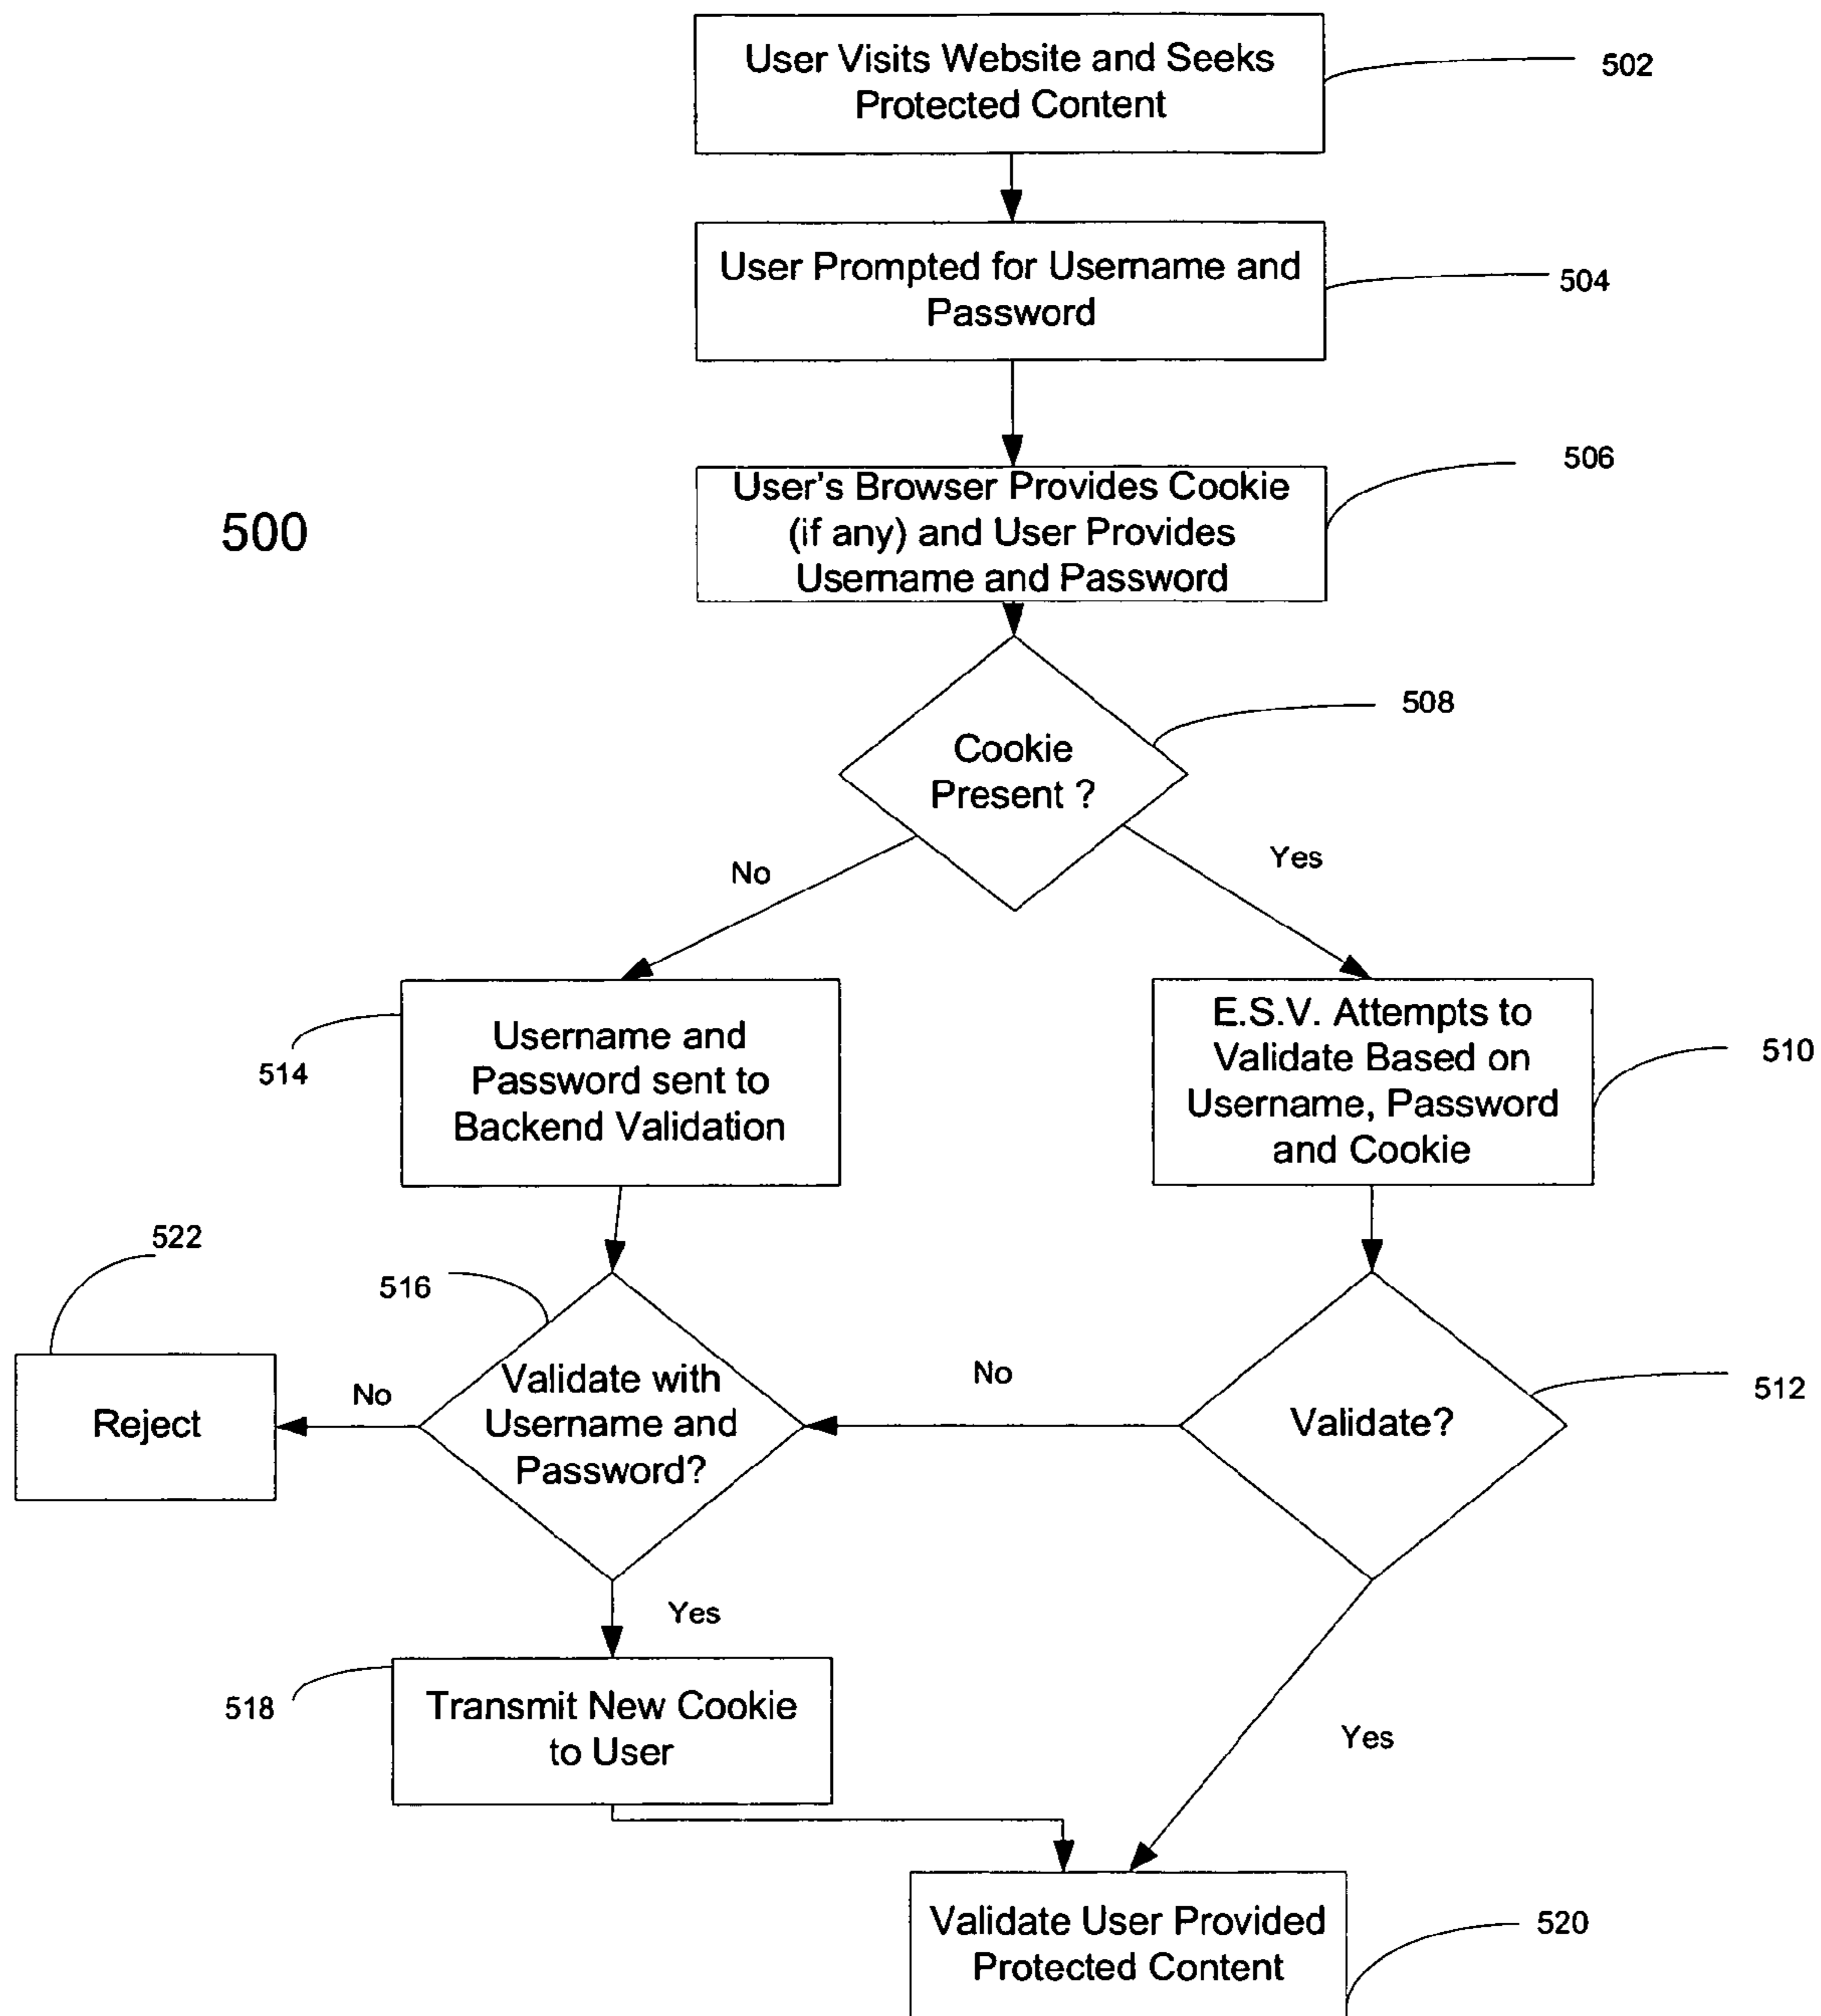 User Visits Website and Seeks
Protected Content
502
User Prompted for Username and
Password
504
User's Browser Provides Cookie
(if any) and User Provides
Username and Password
506
500
Cookie
Present ?
508
No
Yes
Username and
Password sent to
Backend Validation
514
E.S.V. Attempts to
Validate Based on
Username, Password
and Cookie
510
522
516
Reject
No
Validate with
Username and
Password?
No
Validate?
512
Yes
518
Transmit New Cookie
to User
Yes
Validate User Provided
Protected Content
520